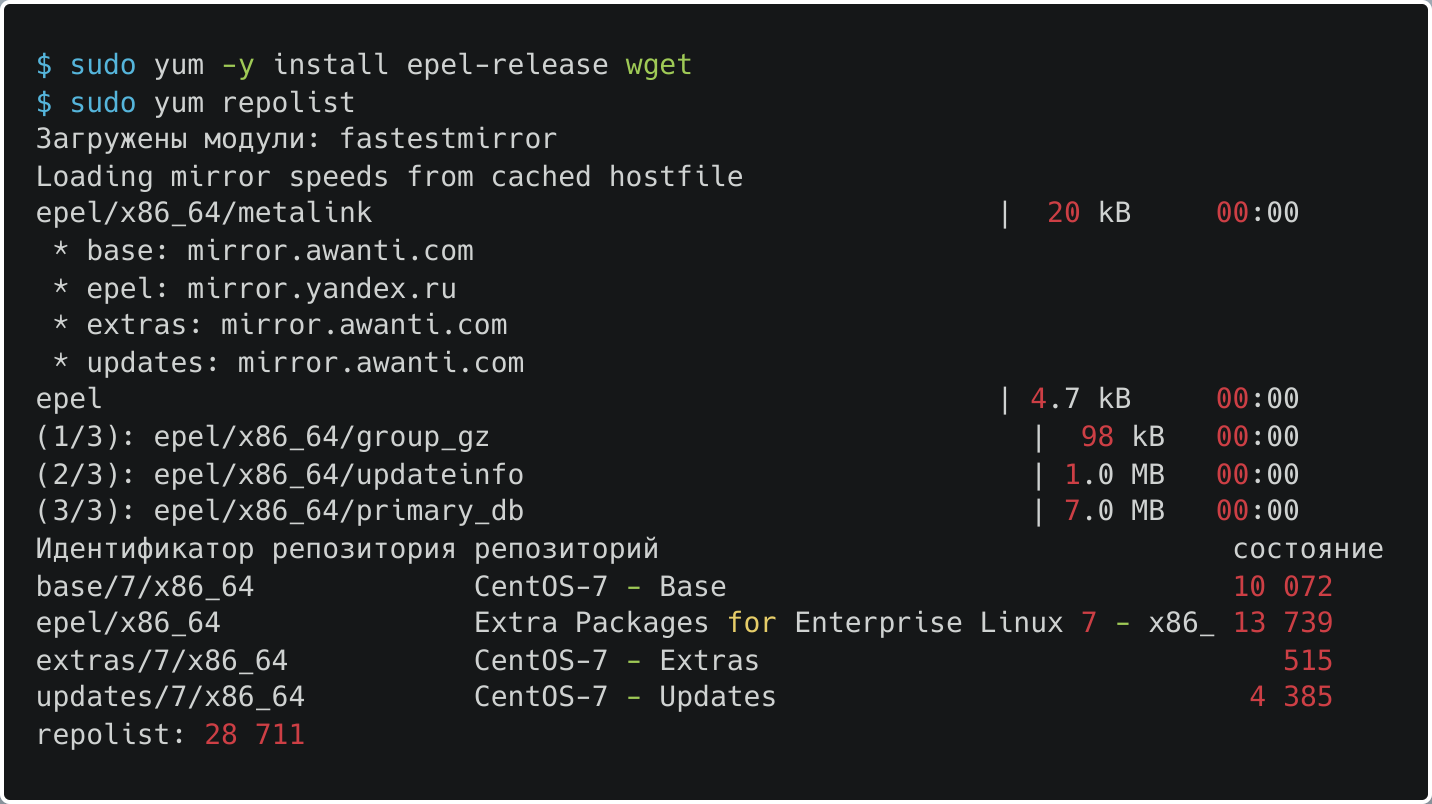 $ sudo yum -y install epel-release wget
$ sudo yum repolist
Загружены модули: fastestmirror
Loading mirror speeds from cached hostfile
epel/x86_64/metalink                                     |  20 kB     00:00
 * base: mirror.awanti.com
 * epel: mirror.yandex.ru
 * extras: mirror.awanti.com
 * updates: mirror.awanti.com
epel                                                     | 4.7 kB     00:00
(1/3): epel/x86_64/group_gz                                |  98 kB   00:00
(2/3): epel/x86_64/updateinfo                              | 1.0 MB   00:00
(3/3): epel/x86_64/primary_db                              | 7.0 MB   00:00
Идентификатор репозитория репозиторий                                  состояние
base/7/x86_64             CentOS-7 - Base                              10 072
epel/x86_64               Extra Packages for Enterprise Linux 7 - x86_ 13 739
extras/7/x86_64           CentOS-7 - Extras                               515
updates/7/x86_64          CentOS-7 - Updates                            4 385
repolist: 28 711